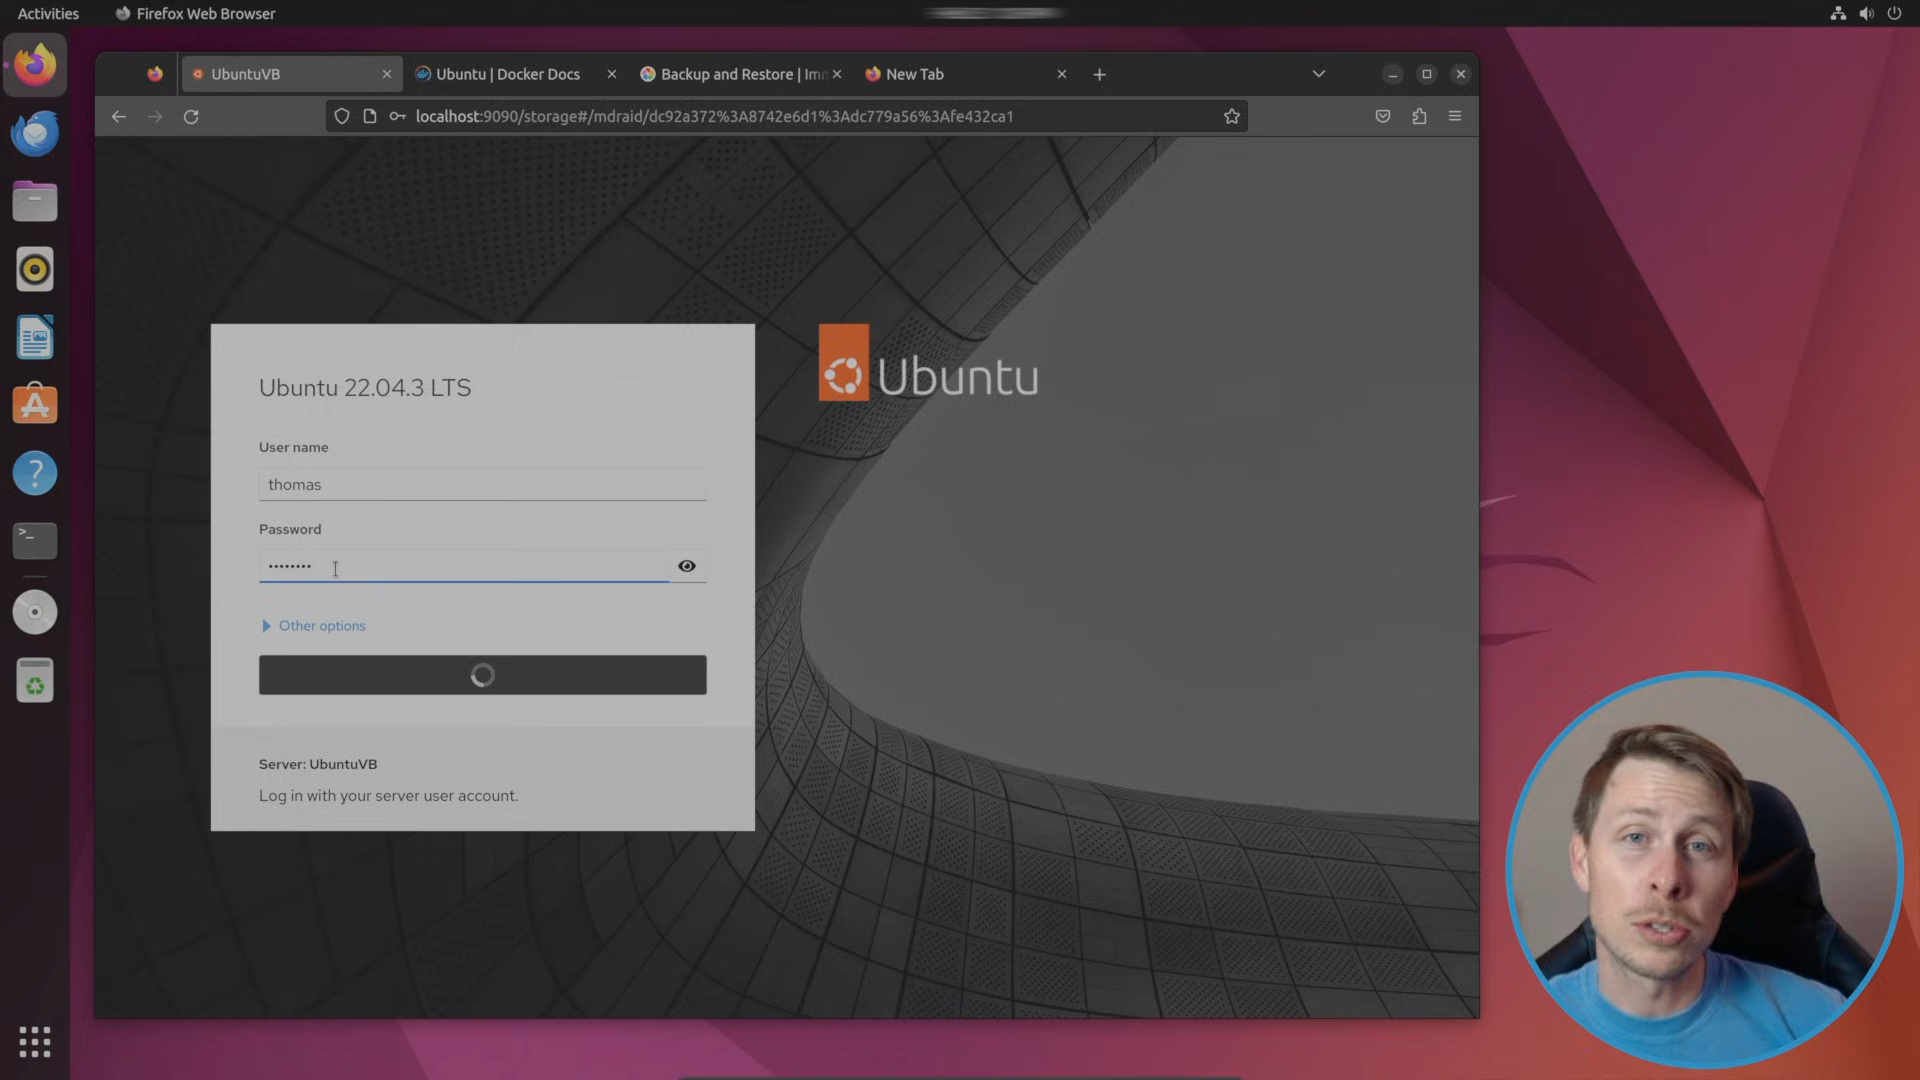 Activities
Firefox Web Browser
UbuntuVB
Ubuntu | Docker Docs
Backup and Restore | Im
New Tab
localhost:9090/storage#/mdraid/dc92a372%3A8742e6d1%3Adc779a56%3Afe432ca1
Ubuntu 22.04.3 LTS
User name
thomas
Password
Other options
Server: UbuntuVB
Log in with your server user account.
Ubuntu